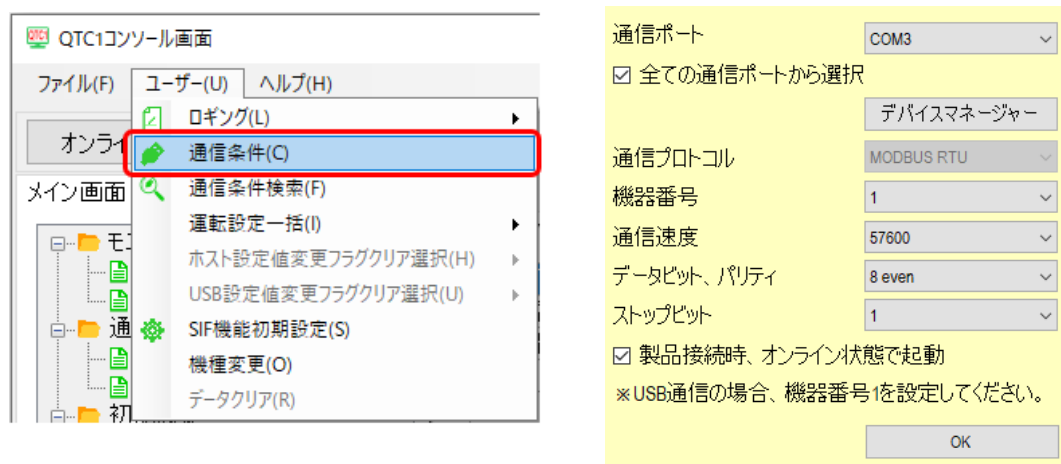 QTC1コンソール画面
ファイル(F) ユーザー(U) ヘルプ(H)
ロギング(L)
オンライ
通信条件(C)
メイン画面
通信条件検索(F)
運転設定一括(I)
モニ
ホスト設定値変更フラグクリア選択(H)
USB設定値変更フラグクリア選択(U)
通
SIF機能初期設定(S)
機種変更(O)
データクリア(R)
初
通信ポート COM3
全ての通信ポートから選択
デバイスマネージャー
通信プロトコル MODBUS RTU
機器番号 1
通信速度 57600
データビット、パリティ 8 even
ストップビット 1
製品接続時、オンライン状態で起動
※USB通信の場合、機器番号1を設定してください。
OK